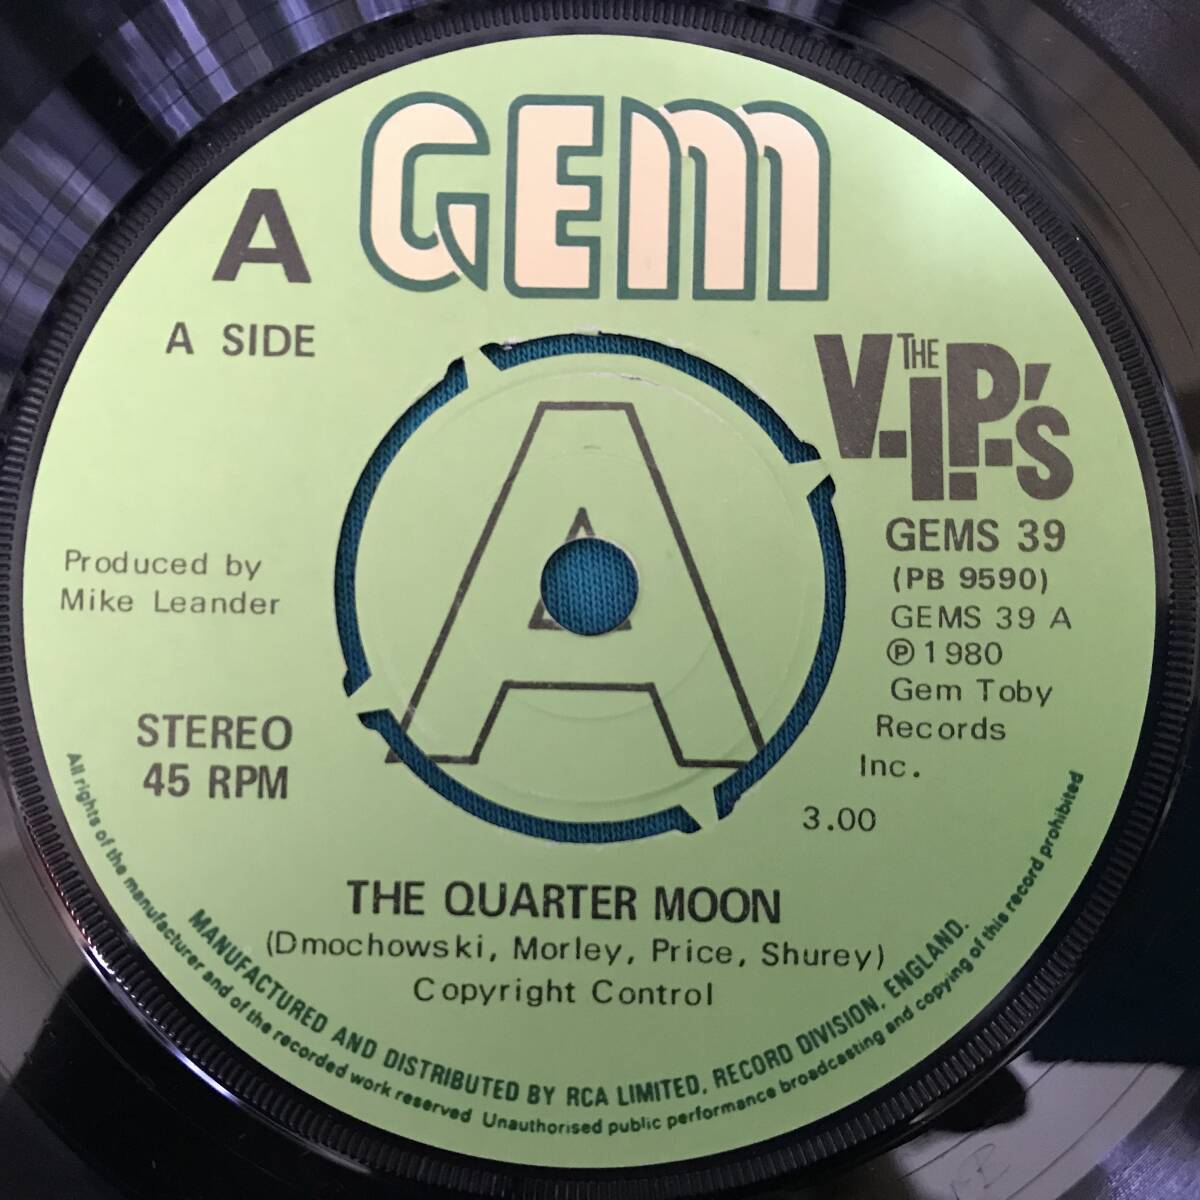 GEM
A
A SIDE
THE
V.I.P.'s
GEMS 39
(PB 9590)
GEMS 39 A
Ⓟ 1980
Gem Toby
Records
Inc.
3.00
Produced by
Mike Leander
STEREO
45 RPM
A
THE QUARTER MOON
(Dmochowski, Morley, Price, Shurey)
Copyright Control
MANUFACTURED AND DISTRIBUTED BY RCA LIMITED, RECORD DIVISION, ENGLAND.
All rights of the manufacturer and of the recorded work reserved Unauthorised public performance broadcasting and copying of this record prohibited